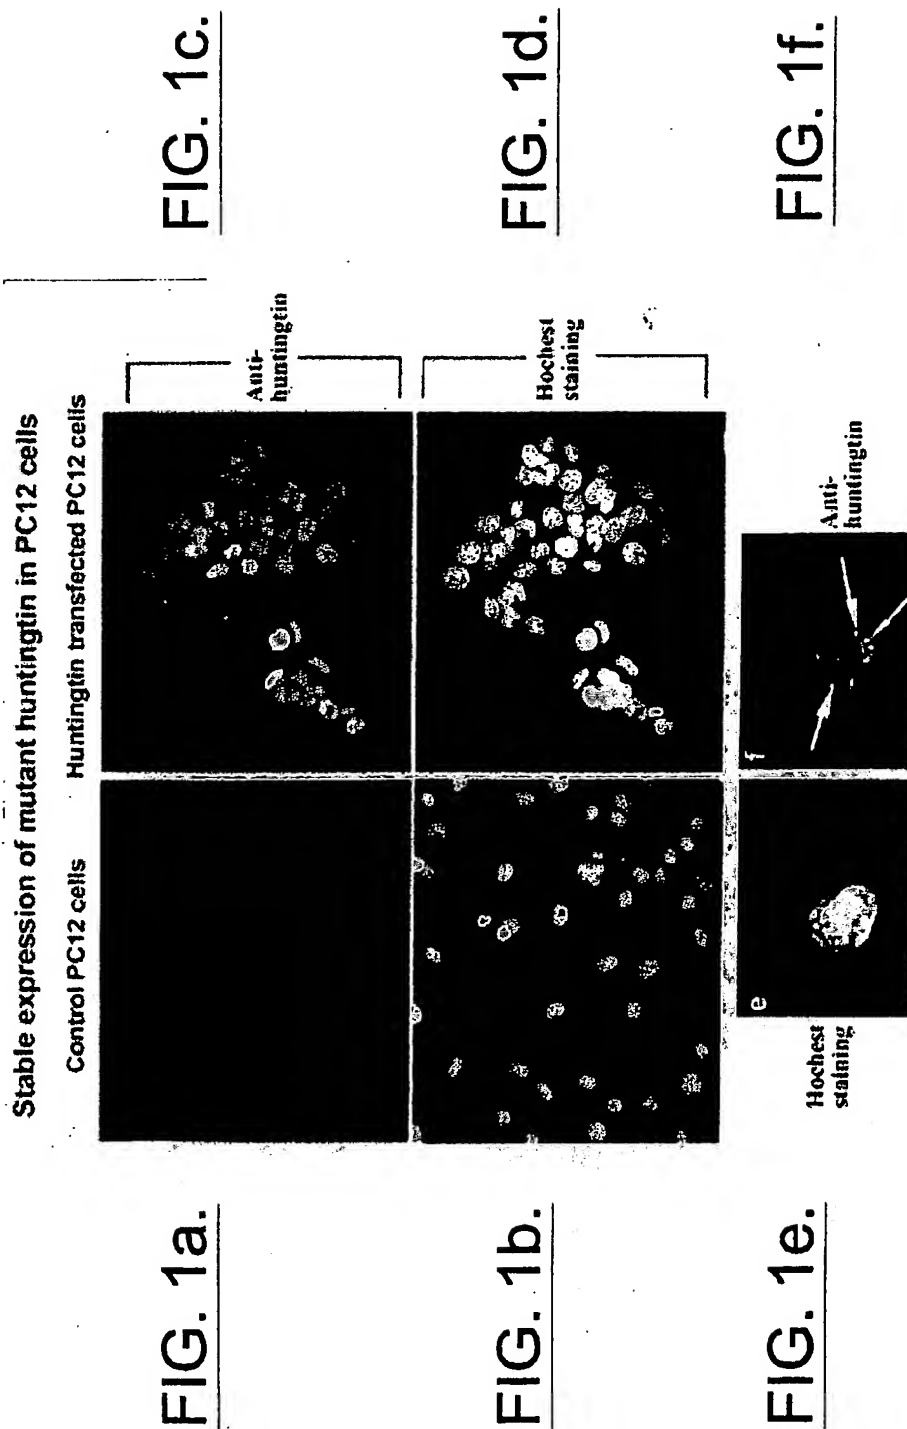 Stable expression of mutant huntingtin in PC12 cells
Control PC12 cells
Huntingtin transfected PC12 cells
FIG. 1a.
Anti-
huntingtin
FIG. 1c.
FIG. 1b.
Hochest
staining
FIG. 1d.
FIG. 1e.
Hochest
staining
e
f
Anti-
huntingtin
FIG. 1f.